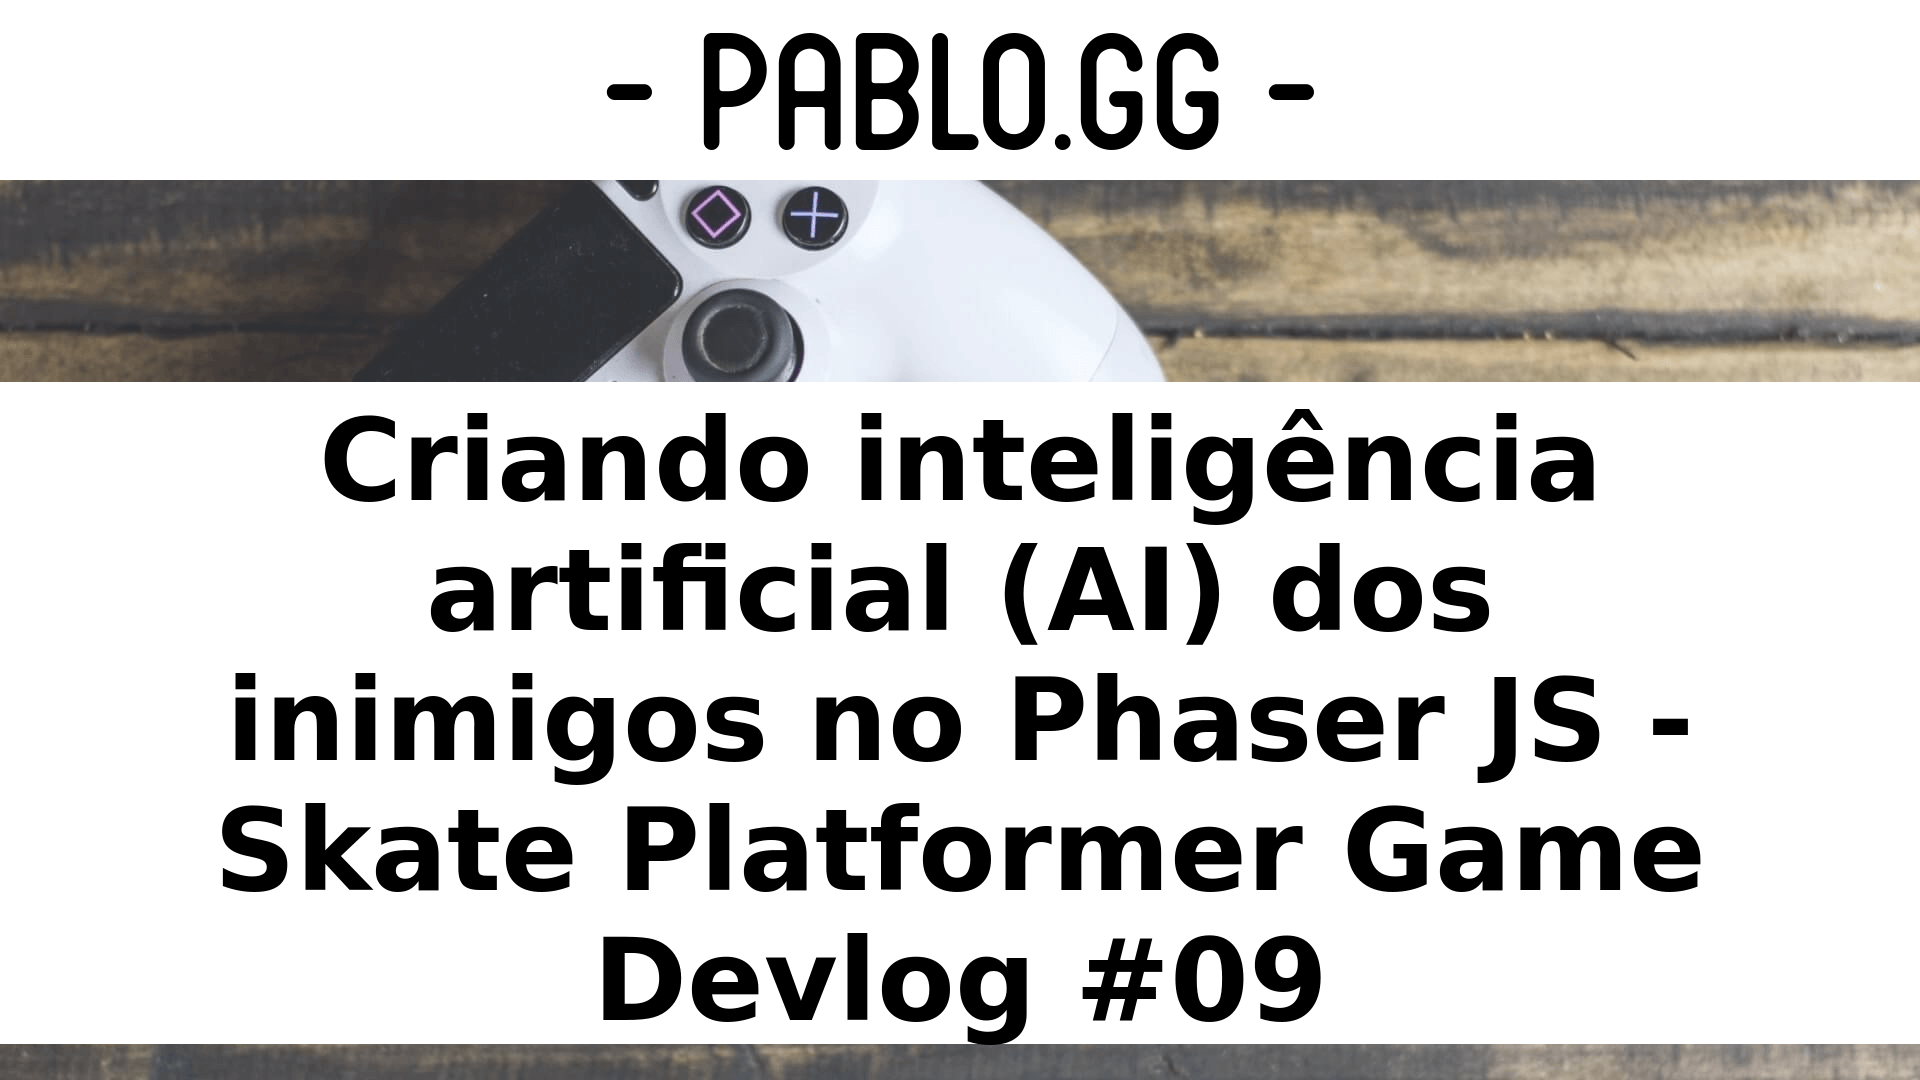 - PABLO.GG -
Criando inteligência
artificial (AI) dos
inimigos no Phaser JS -
Skate Platformer Game
Devlog #09